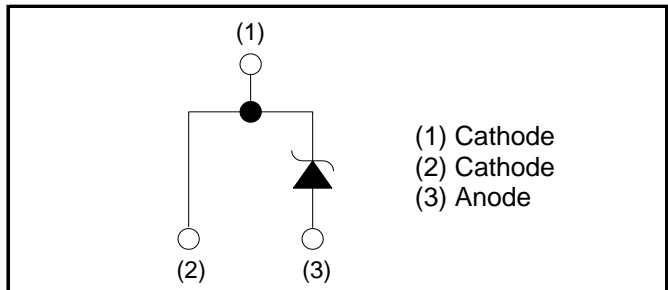 (1)
(1) Cathode
(2) Cathode
(3) Anode
(2) (3)